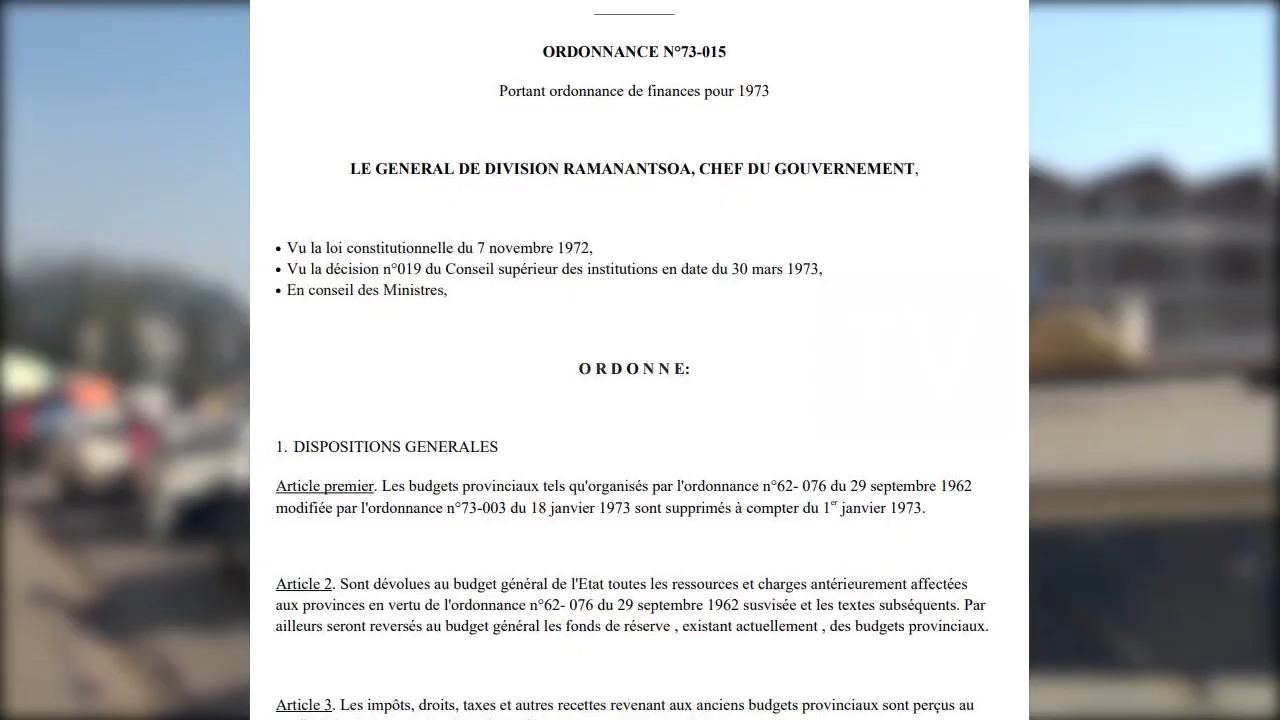 ORDONNANCE N°73-015
Portant ordonnance de finances pour 1973
LE GENERAL DE DIVISION RAMANANTSOA, CHEF DU GOUVERNEMENT,
• Vu la loi constitutionnelle du 7 novembre 1972,
• Vu la décision n°019 du Conseil supérieur des institutions en date du 30 mars 1973,
• En conseil des Ministres,
O R D O N N E:
1. DISPOSITIONS GENERALES
Article premier. Les budgets provinciaux tels qu'organisés par l'ordonnance n°62- 076 du 29 septembre 1962
modifiée par l'ordonnance n°73-003 du 18 janvier 1973 sont supprimés à compter du 1er janvier 1973.
Article 2. Sont dévolues au budget général de l'Etat toutes les ressources et charges antérieurement affectées
aux provinces en vertu de l'ordonnance n°62- 076 du 29 septembre 1962 susvisée et les textes subséquents. Par
ailleurs seront reversés au budget général les fonds de réserve , existant actuellement , des budgets provinciaux.
Article 3. Les impôts, droits, taxes et autres recettes revenant aux anciens budgets provinciaux sont perçus au